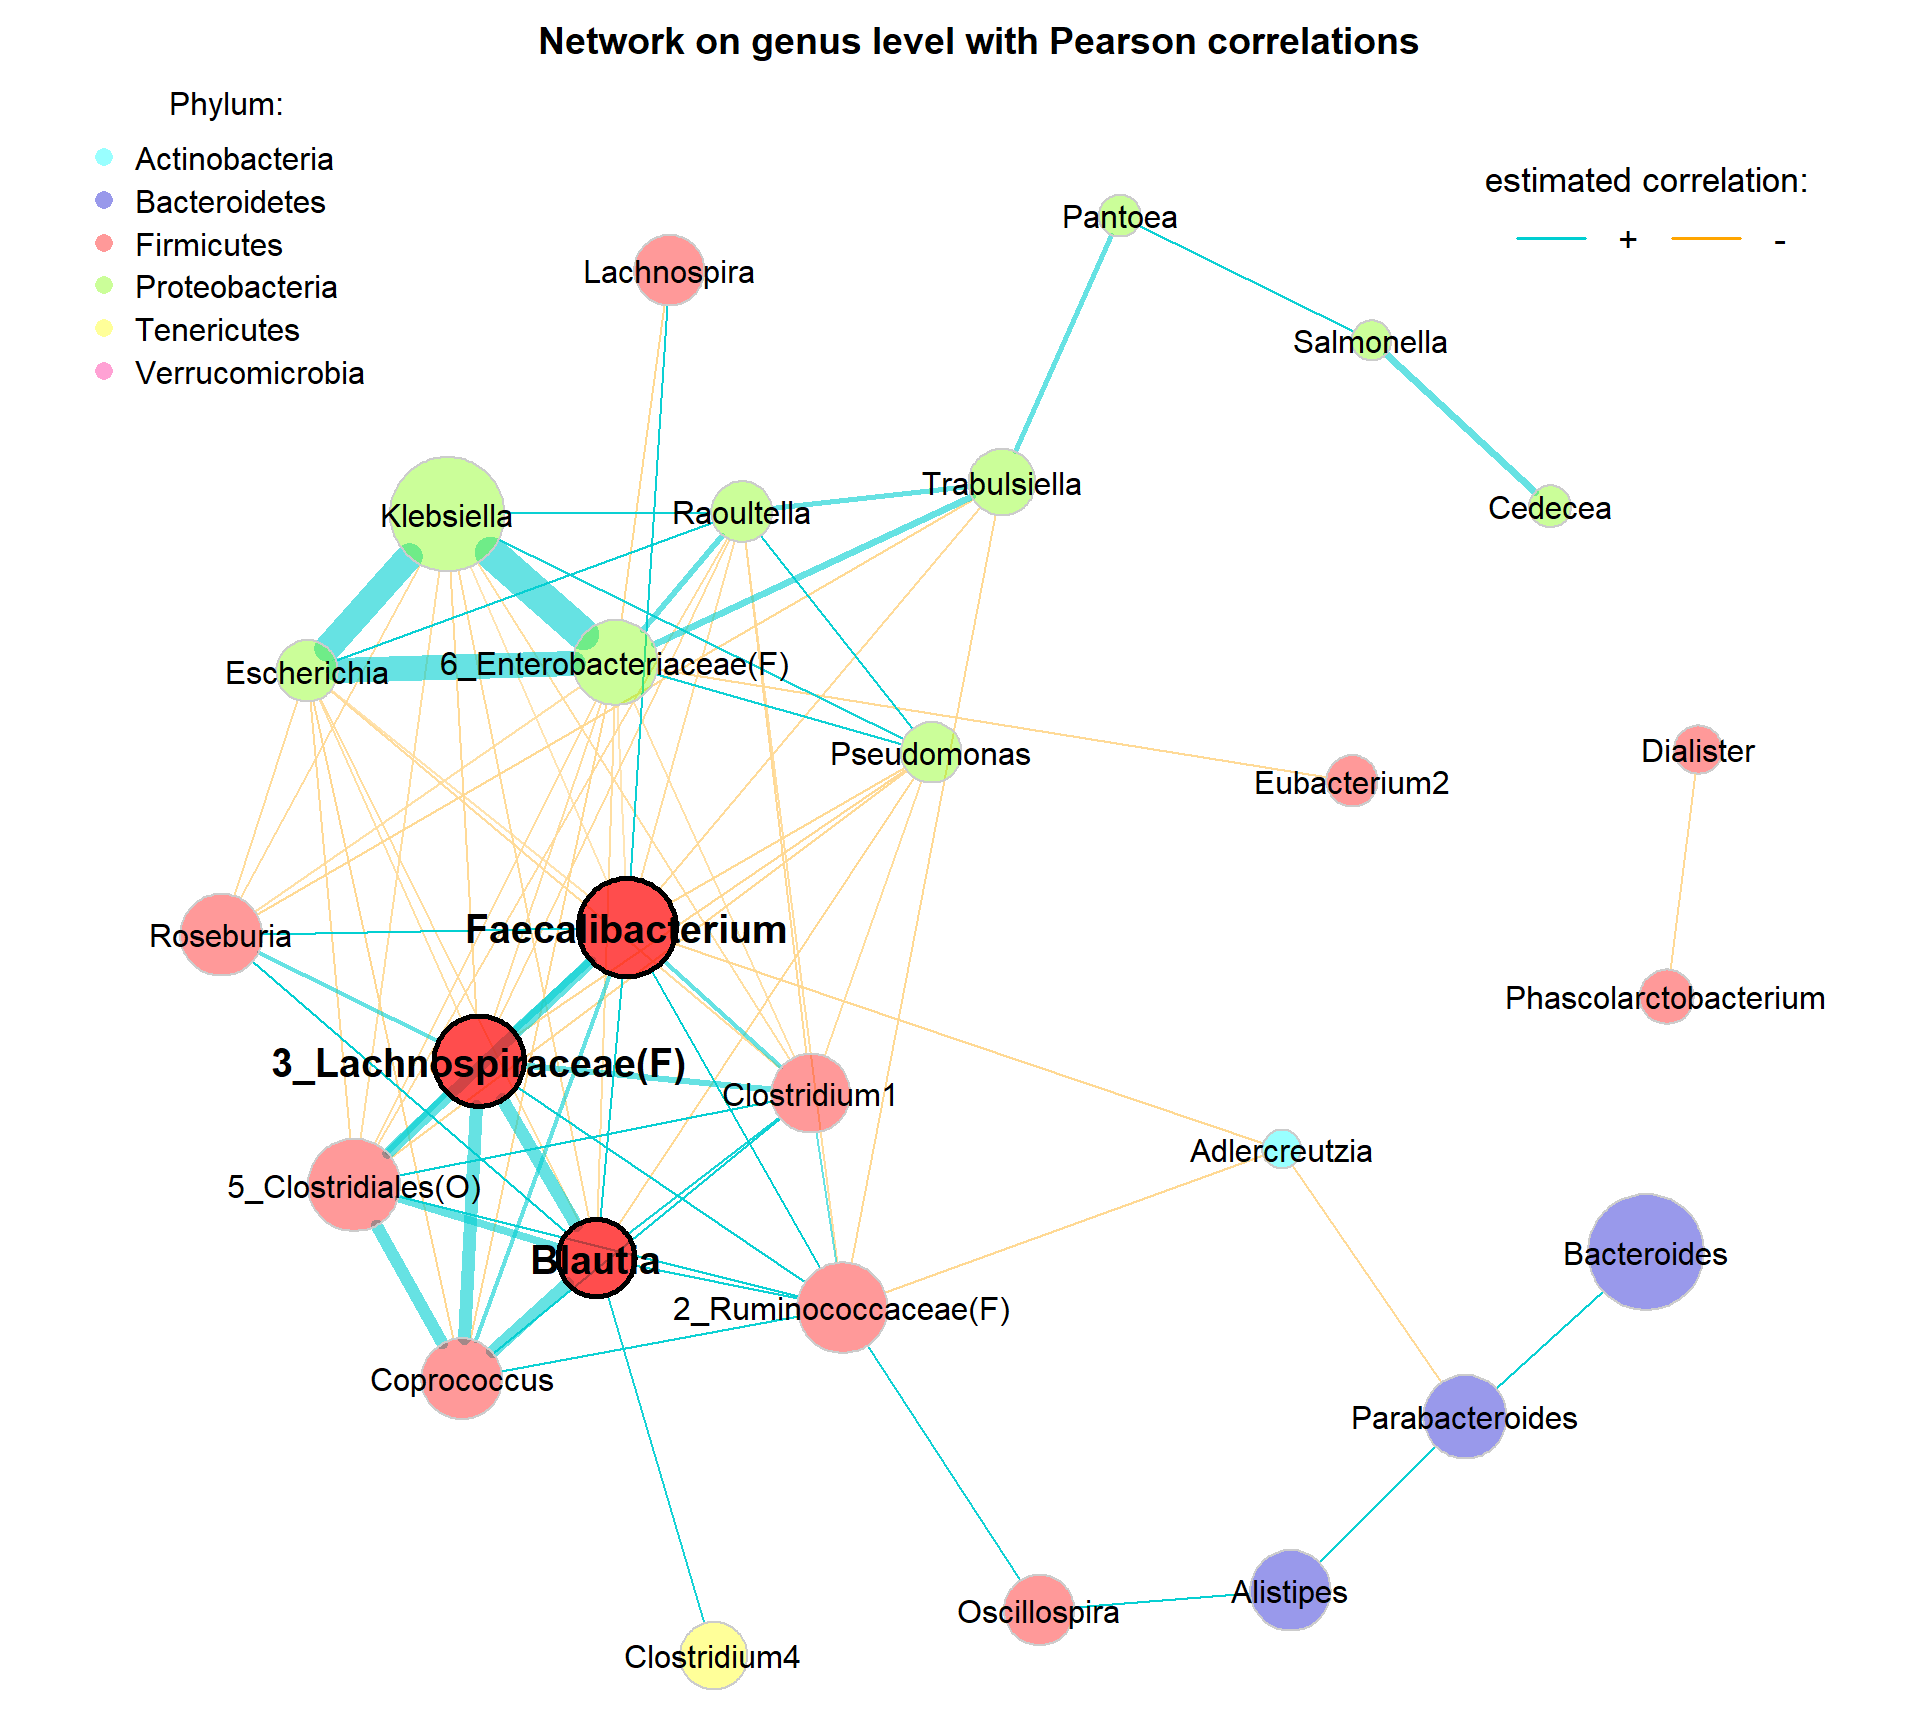 Network on genus level with Pearson correlations
Phylum:
Actinobacteria
Bacteroidetes
Firmicutes
Proteobacteria
Tenericutes
Verrucomicrobia
estimated correlation:
+ -
Pantoea
Lachnospira
Salmonella
Trabulsiella
Cedecea
Klebsiella
Raoultella
Escherichia
6_Enterobacteriaceae(F)
Pseudomonas
Eubacterium2
Dialister
Roseburia
Faecalibacterium
Phascolarctobacterium
3_Lachnospiraceae(F)
Clostridium1
Adlercreutzia
5_Clostridiales(O)
Blautia
Bacteroides
2_Ruminococcaceae(F)
Coprococcus
Parabacteroides
Alistipes
Oscillospira
Clostridium4